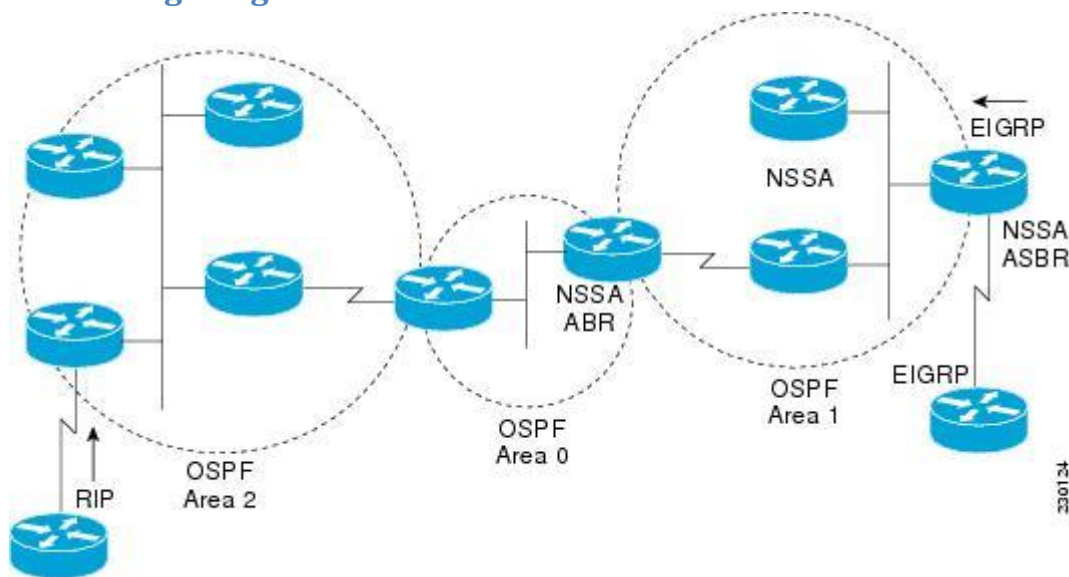 EIGRP
NSSA
NSSA
ASBR
NSSA
ABR
EIGRP
OSPF
Area 1
OSPF
Area 0
OSPF
Area 2
RIP
230124